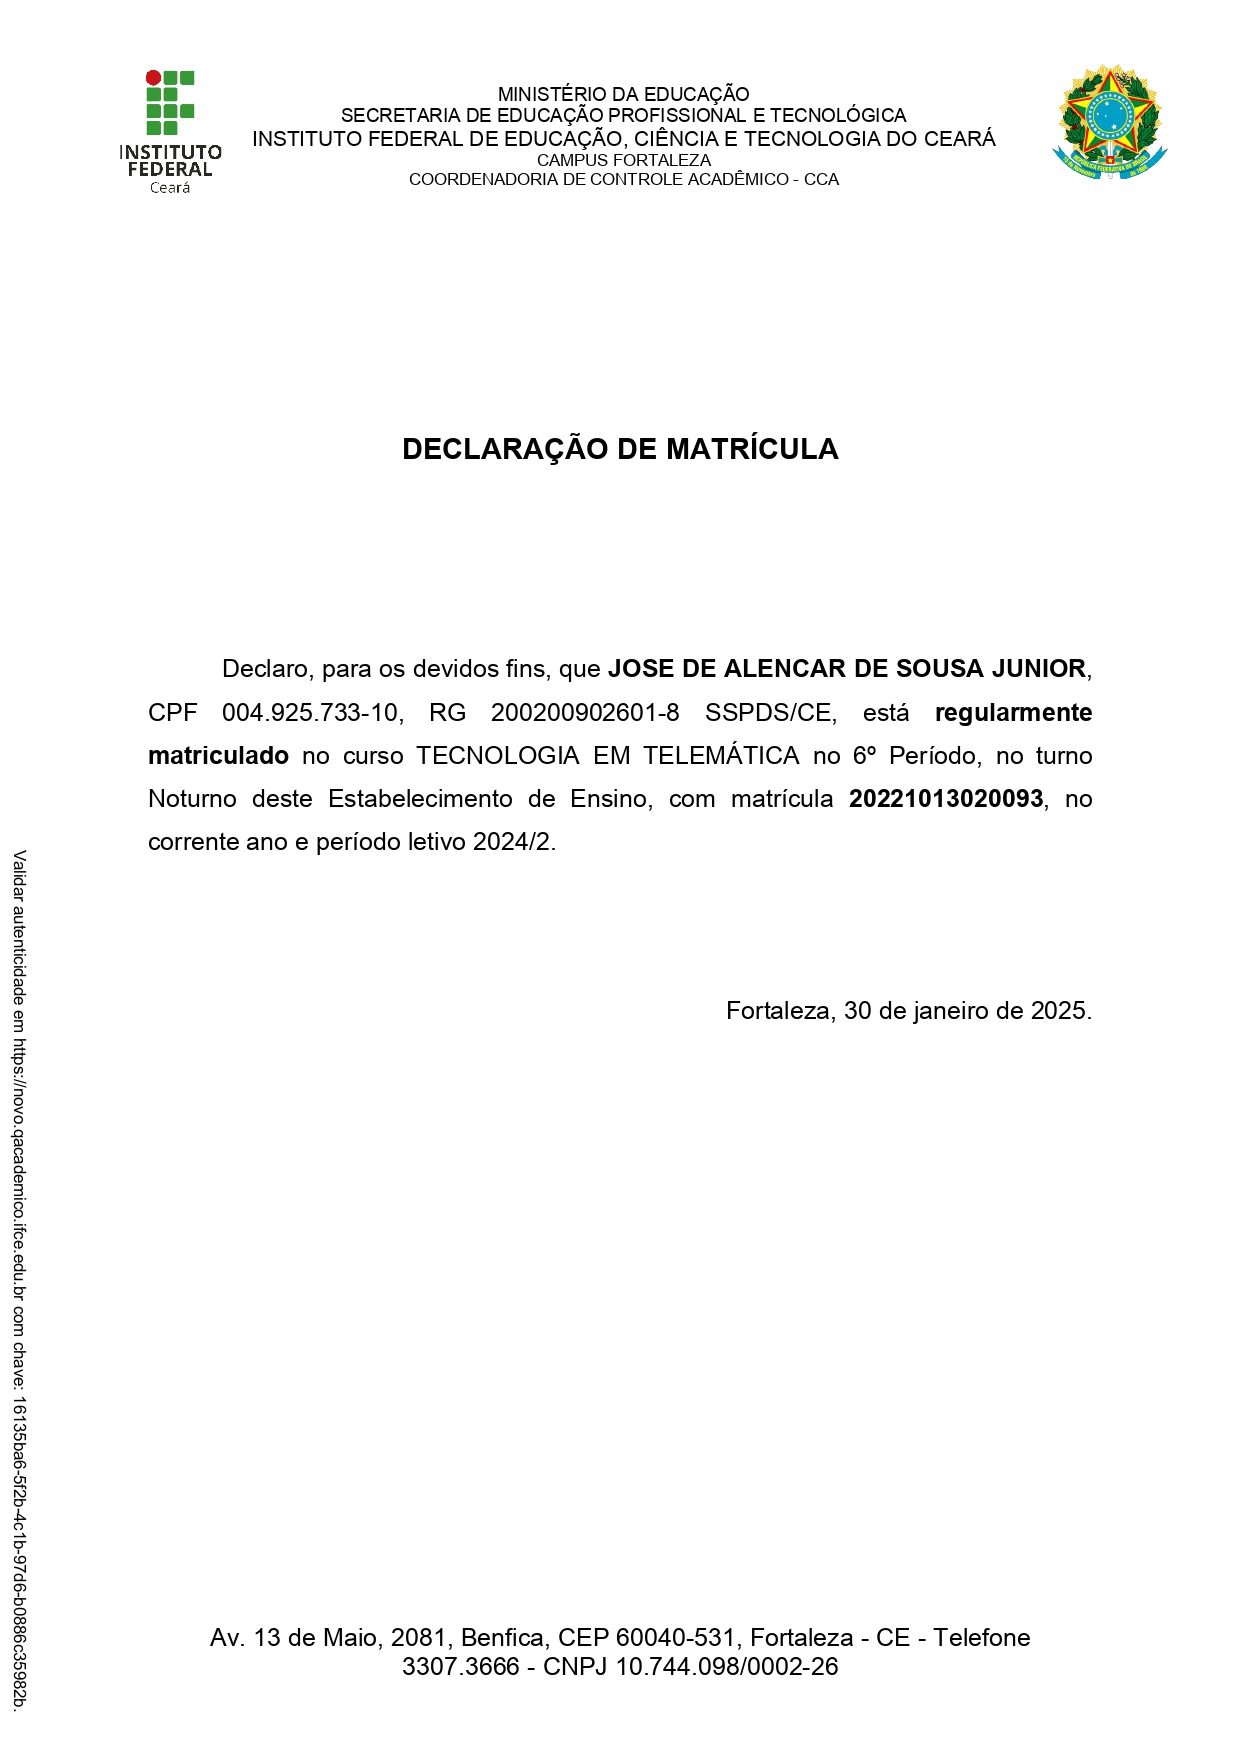 INSTITUTO
FEDERAL
Ceará
MINISTÉRIO DA EDUCAÇÃO
SECRETARIA DE EDUCAÇÃO PROFISSIONAL E TECNOLÓGICA
INSTITUTO FEDERAL DE EDUCAÇÃO, CIÊNCIA E TECNOLOGIA DO CEARÁ
CAMPUS FORTALEZA
COORDENADORIA DE CONTROLE ACADÊMICO - CCA
DECLARAÇÃO DE MATRÍCULA
Declaro, para os devidos fins, que JOSE DE ALENCAR DE SOUSA JUNIOR,
CPF 004.925.733-10, RG 200200902601-8 SSPDS/CE, está regularmente
matriculado no curso TECNOLOGIA EM TELEMÁTICA no 6º Período, no turno
Noturno deste Estabelecimento de Ensino, com matrícula 20221013020093, no
corrente ano e período letivo 2024/2.
Fortaleza, 30 de janeiro de 2025.
Validar autenticidade em https://novo.qacademico.ifce.edu.br com chave: 16135ba6-5f2b-4c1b-97d6-b0886c35982b.
Av. 13 de Maio, 2081, Benfica, CEP 60040-531, Fortaleza - CE - Telefone
3307.3666 - CNPJ 10.744.098/0002-26